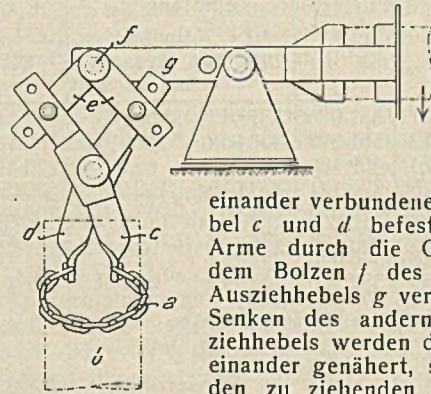 f
g
e
d
c
a
b
einander verbundene
bel c und d befest
Arme durch die G
dem Bolzen f des
Ausziehhebels g ver
Senken des andern
ziehhebels werden d
einander genähert, s
den zu ziehenden